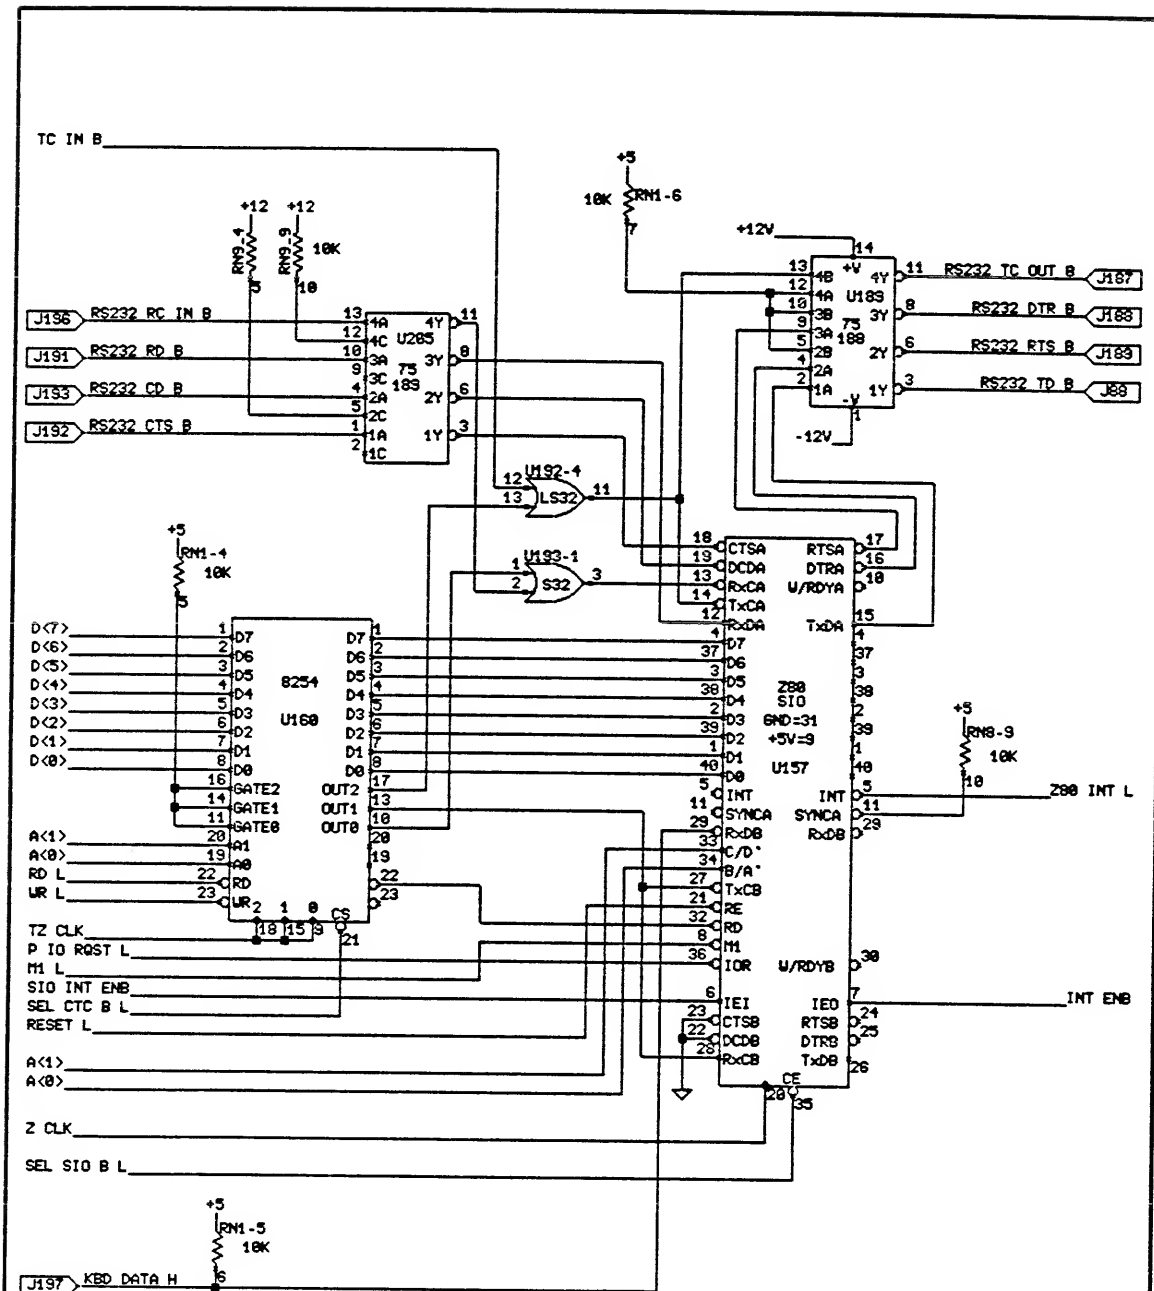 TC IN B
+5
10K RN1-6
7
+12 +12
RN9-4 RN9-9 10K
5 10
+12V
14
+V
13 4B 4Y 11 RS232 TC OUT B J187
12 4A U189
10 3B 3Y 8 RS232 DTR B J188
9 3A 75
188
5 2B 2Y 6 RS232 RTS B J189
4 2A
2 1A 1Y 3 RS232 TD B J88
-V
1
-12V
J196 RS232 RC IN B 13 4A 4Y 11
12 4C U205
J191 RS232 RD B 10 3A 3Y 8
9 3C 75
189
J193 RS232 CD B 4 2A 2Y 6
5 2C
J192 RS232 CTS B 1 1A 1Y 3
2 1C
U192-4
12 11
13 LS32
U193-1
1 3
2 S32
+5
RN1-4
10K
5
18 CTSA RTSA 17
19 DCDA DTRA 16
13 RxCA W/RDYA 10
14 TxCA
12 RxDA TxDA 15
D<7> 1 D7 D7 1 4 D7 4
D<6> 2 D6 D6 2 37 D6 37
D<5> 3 D5 D5 3 3 D5 3
D<4> 4 D4 8254 D4 4 38 D4 Z80 38
SIO
D<3> 5 D3 U160 D3 5 2 D3 GND=31 2
D<2> 6 D2 D2 6 39 D2 +5V=9 39
D<1> 7 D1 D1 7 1 D1 U157 1
D<0> 8 D0 D0 8 40 D0 40
+5
RN8-9
10K
10
16 GATE2 OUT2 17 5 INT INT 5 Z80 INT L
14 GATE1 OUT1 13 11 SYNCA SYNCA 11
11 GATE0 OUT0 10 29 RxDB RxDB 29
A<1> 20 A1 20 33 C/D*
A<0> 19 A0 19 34 B/A*
RD L 22 RD 22 27 TxCB
WR L 23 WR 23 21 RE
2 1 0 CS
18 15 9 21
32 RD
8 M1
36 IOR W/RDYB 30
6 IEI IEO 7 INT ENB
23 CTSB RTSB 24
22 DCDB DTRB 25
28 RxCB TxDB 26
CE
20 35
TZ CLK
P IO RQST L
M1 L
SIO INT ENB
SEL CTC B L
RESET L
A<1>
A<0>
Z CLK
SEL SIO B L
+5
RN1-5
10K
6
J197 KBD DATA H